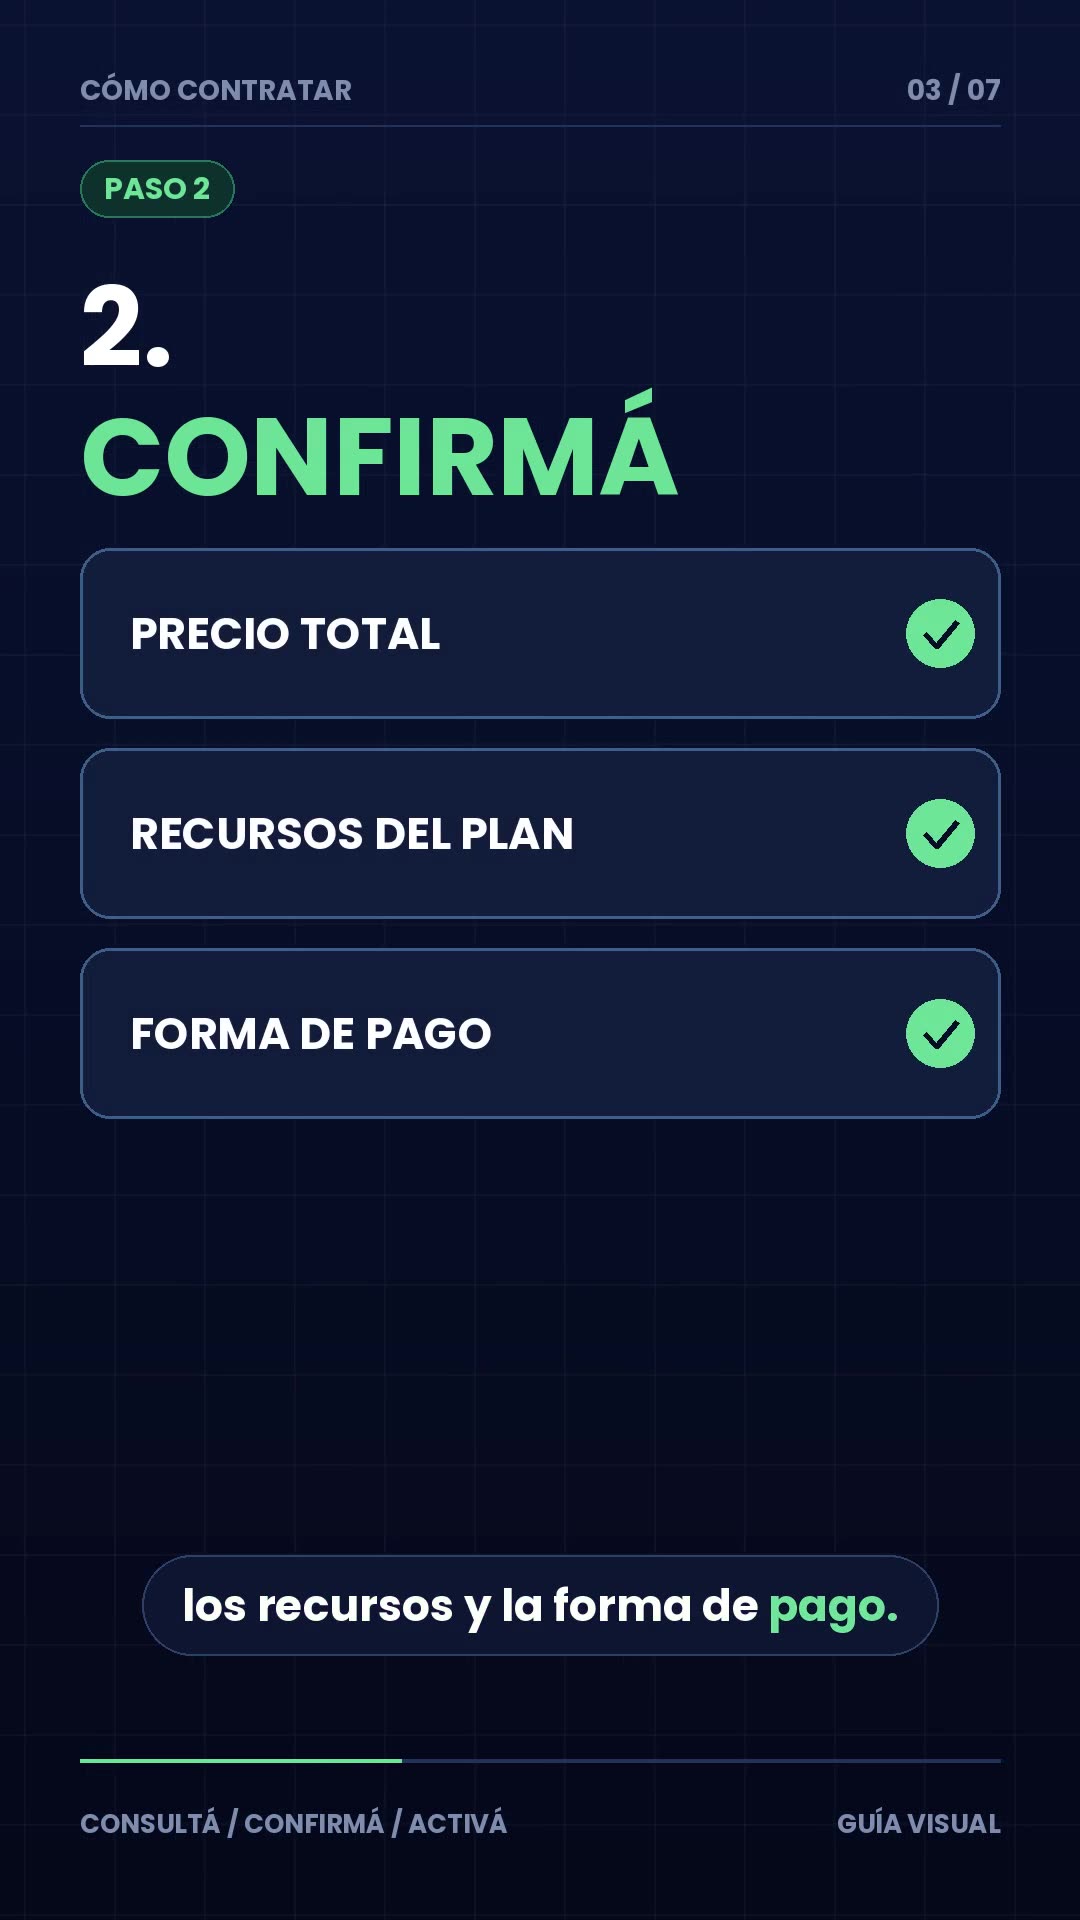 CÓMO CONTRATAR
03 / 07
PASO 2
2.
CONFIRMÁ
PRECIO TOTAL
RECURSOS DEL PLAN
FORMA DE PAGO
los recursos y la forma de pago.
CONSULTÁ / CONFIRMÁ / ACTIVÁ
GUÍA VISUAL